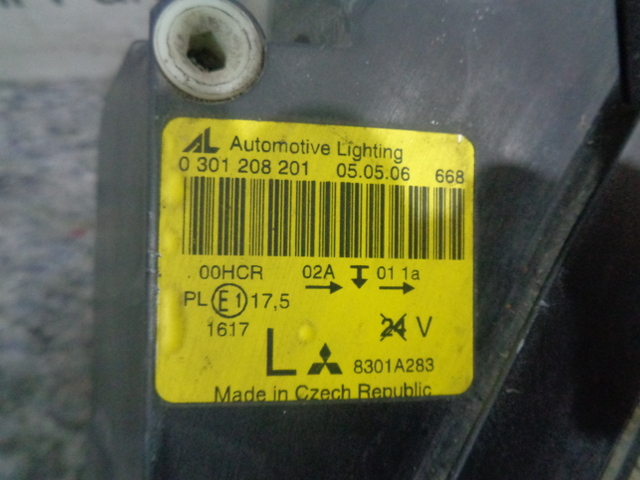 AL Automotive Lighting
0 301 208 201 05.05.06 668
00HCR 02A 01 1a
PL E1 17,5
1617 24 V
L 8301A283
Made in Czech Republic